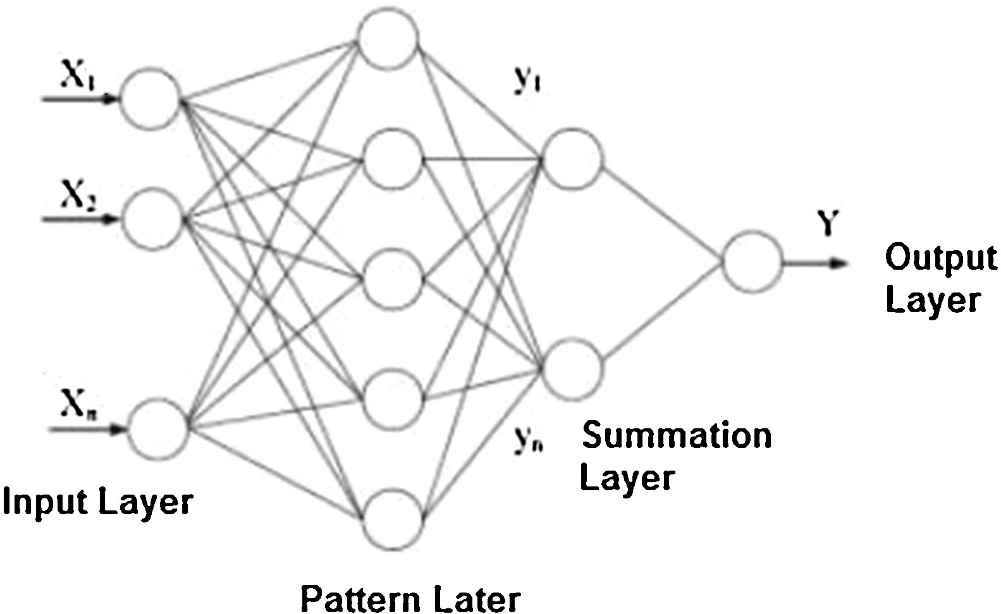 X₁
y₁
X₂
Y
Output
Layer
Xₙ
yₙ
Summation
Layer
Input Layer
Pattern Later